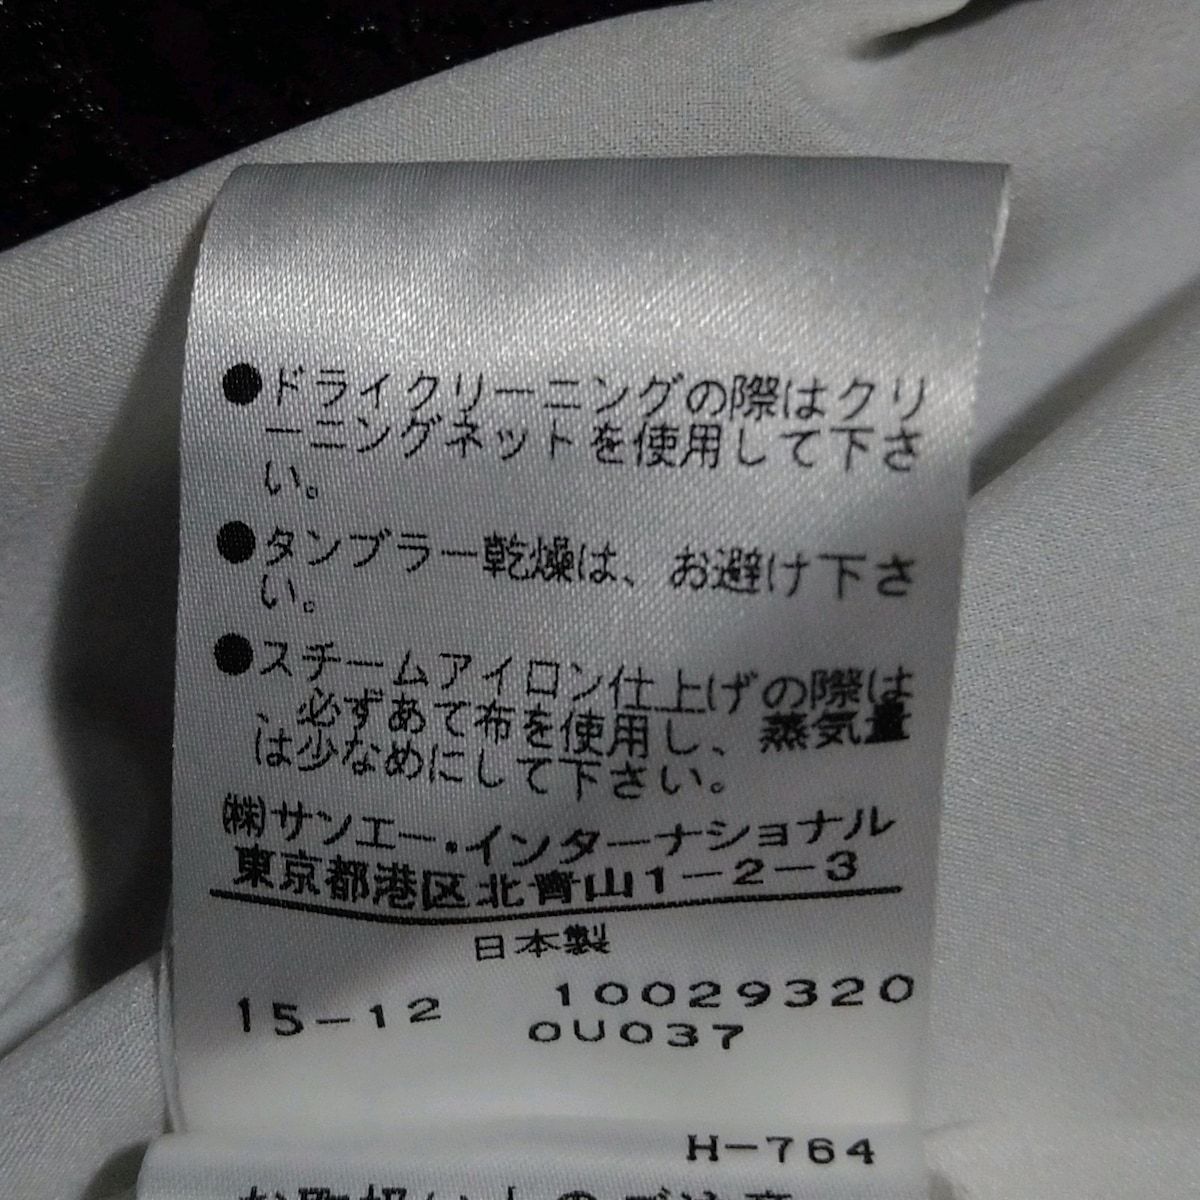 ●ドライクリーニングの際はクリ
ーニングネットを使用して下さ
い。
●タンブラー乾燥は、お避け下さ
い。
●スチームアイロン仕上げの際は
、必ずあて布を使用し、蒸気量
は少なめにして下さい。
㈱サンエー・インターナショナル
東京都港区北青山1-2-3
日本製
15-12 10029320
0U037
H-764